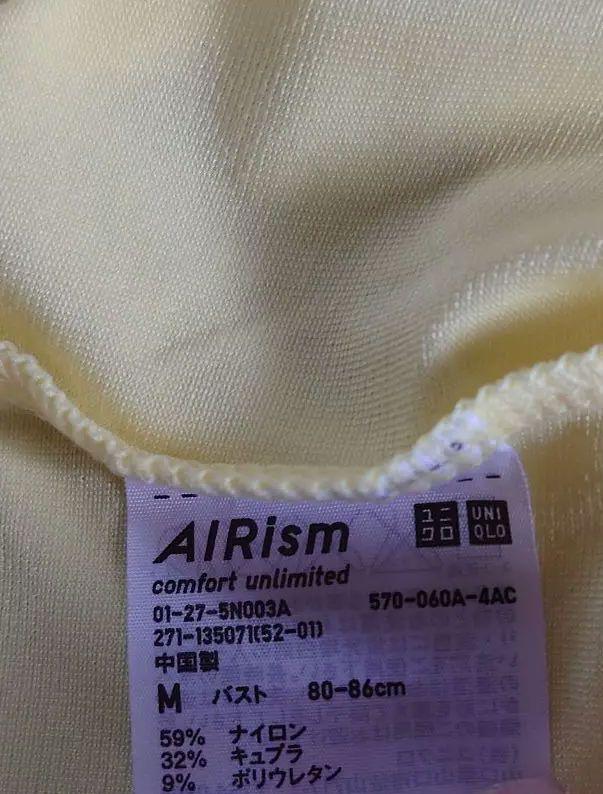 AIRism
ユニ
クロ
UNI
QLO
comfort unlimited
01-27-5N003A 570-060A-4AC
271-135071(52-01)
中国製
M バスト 80-86cm
59% ナイロン
32% キュプラ
9% ポリウレタン